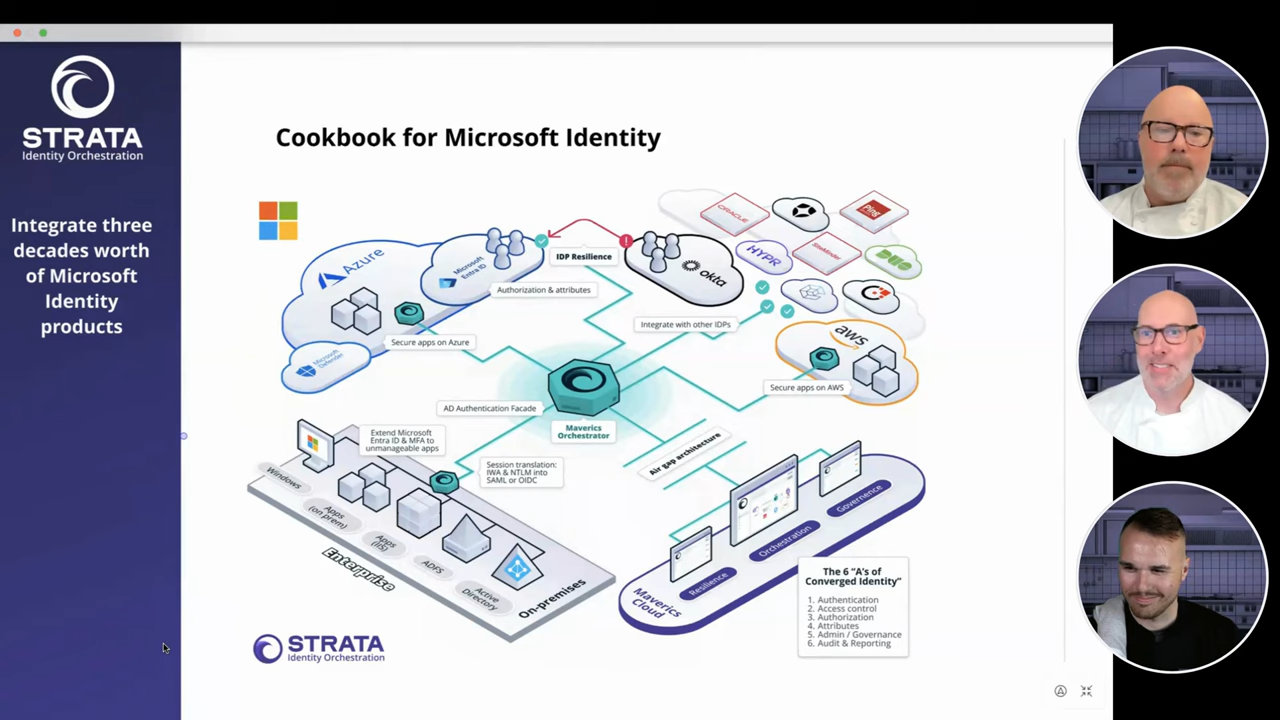 STRATA
Identity Orchestration
Integrate three
decades worth
of Microsoft
Identity
products
Cookbook for Microsoft Identity
Azure
Microsoft
Entra ID
IDP Resilience
okta
ORACLE
Ping
HYPR
SiteMinder
DUO
Authorization & attributes
Integrate with other IDPs
Secure apps on Azure
Microsoft
Defender
aws
Secure apps on AWS
AD Authentication Facade
Maverics
Orchestrator
Extend Microsoft
Entra ID & MFA to
unmanageable apps
Session translation:
IWA & NTLM into
SAML or OIDC
Air gap architecture
Windows
Apps
(on prem)
Apps
(IIS)
ADFS
Active
Directory
Enterprise
On-premises
Maverics
Cloud
Resilience
Orchestration
Governence
The 6 “A’s of
Converged Identity”
1. Authentication
2. Access control
3. Authorization
4. Attributes
5. Admin / Governance
6. Audit & Reporting
STRATA
Identity Orchestration